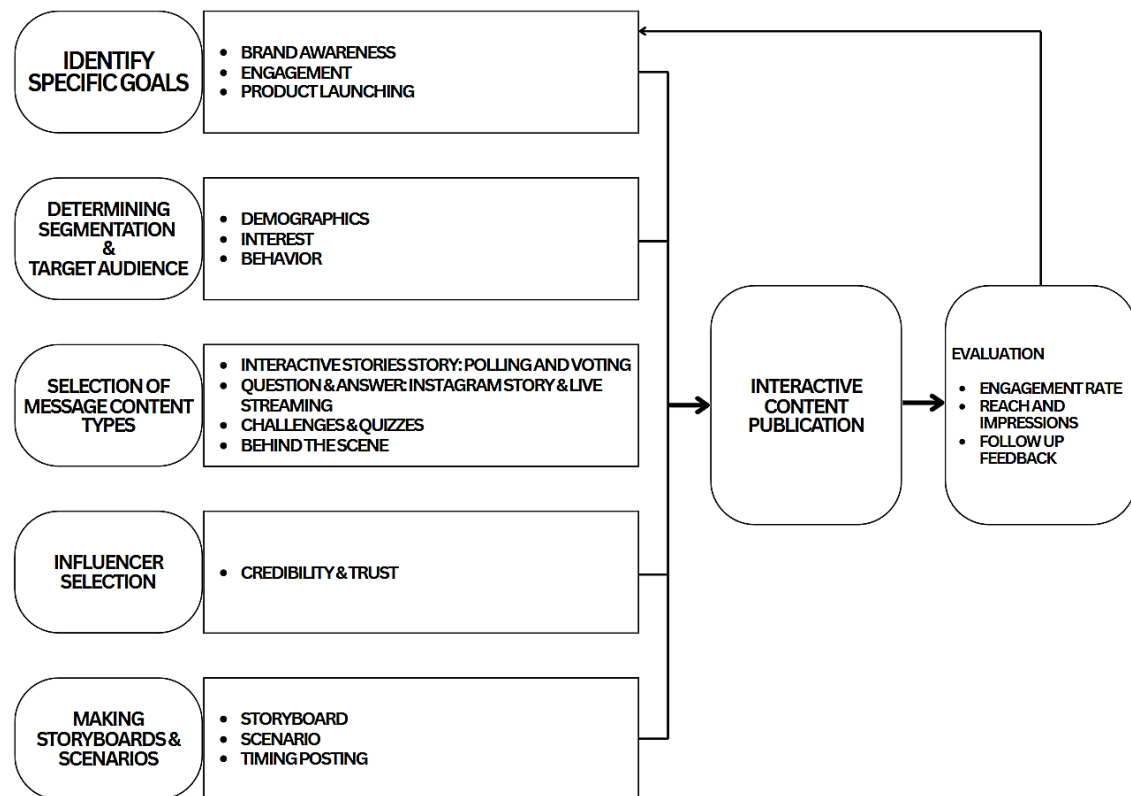 IDENTIFY
SPECIFIC GOALS
• BRAND AWARENESS
• ENGAGEMENT
• PRODUCT LAUNCHING
DETERMINING
SEGMENTATION
&
TARGET AUDIENCE
• DEMOGRAPHICS
• INTEREST
• BEHAVIOR
SELECTION OF
MESSAGE CONTENT
TYPES
• INTERACTIVE STORIES STORY: POLLING AND VOTING
• QUESTION & ANSWER: INSTAGRAM STORY & LIVE
STREAMING
• CHALLENGES & QUIZZES
• BEHIND THE SCENE
INFLUENCER
SELECTION
• CREDIBILITY & TRUST
MAKING
STORYBOARDS &
SCENARIOS
• STORYBOARD
• SCENARIO
• TIMING POSTING
INTERACTIVE
CONTENT
PUBLICATION
EVALUATION
• ENGAGEMENT RATE
• REACH AND
IMPRESSIONS
• FOLLOW UP
FEEDBACK